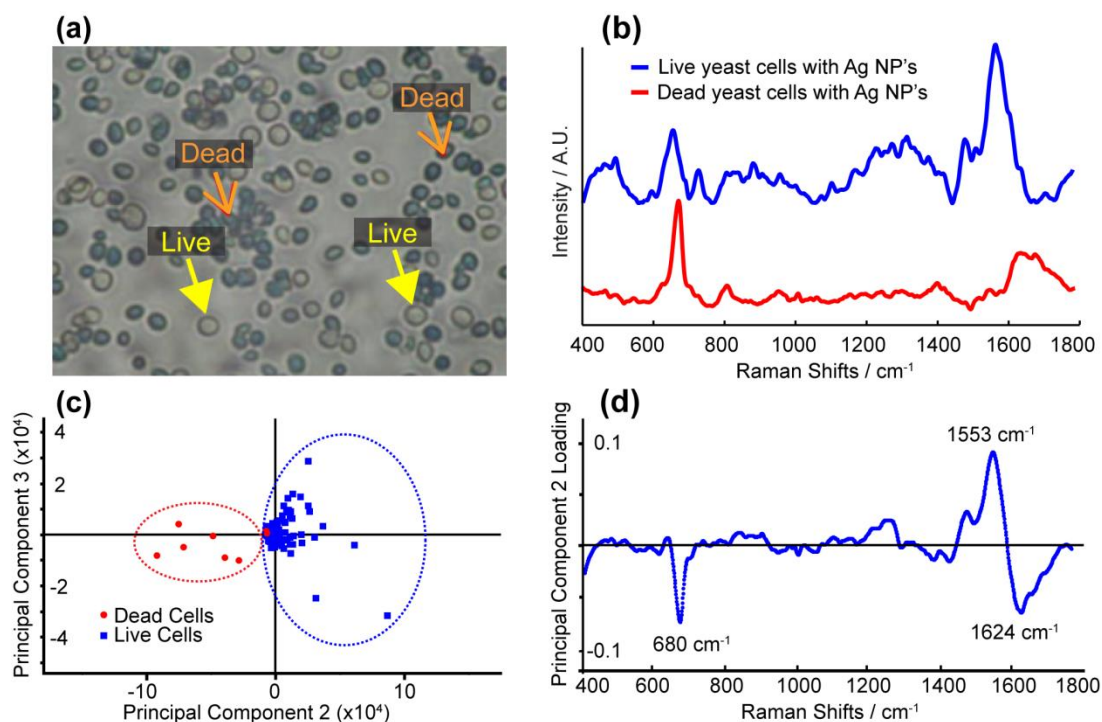 (a)
Dead
Dead
Live
Live
(b)
Live yeast cells with Ag NP's
Dead yeast cells with Ag NP's
Intensity / A.U.
400 600 800 1000 1200 1400 1600 1800
Raman Shifts / cm⁻¹
(c)
Principal Component 3 (x10⁴)
4
2
0
-2
-4
Dead Cells
Live Cells
-10 0 10
Principal Component 2 (x10⁴)
(d)
Principal Component 2 Loading
0.1
-0.1
1553 cm⁻¹
680 cm⁻¹
1624 cm⁻¹
400 600 800 1000 1200 1400 1600 1800
Raman Shifts / cm⁻¹